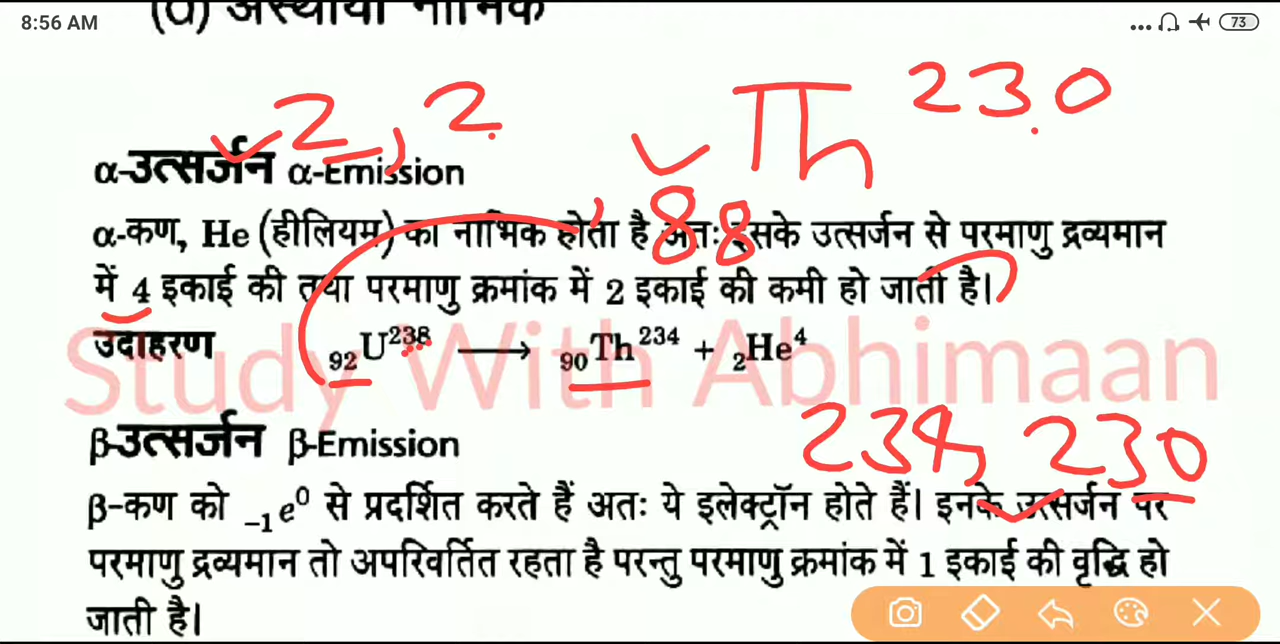 8:56 AM
... 73
(d) अस्थायी नाभिक
2, 2
Th 230
α-उत्सर्जन α-Emission
88
α-कण, He (हीलियम) का नाभिक होता है अतः इसके उत्सर्जन से परमाणु द्रव्यमान
में 4 इकाई की तथा परमाणु क्रमांक में 2 इकाई की कमी हो जाती है।
उदाहरण ₉₂U²³⁸ ⟶ ₉₀Th²³⁴ + ₂He⁴
Study With Abhimaan
234, 230
β-उत्सर्जन β-Emission
β-कण को ₋₁e⁰ से प्रदर्शित करते हैं अतः ये इलेक्ट्रॉन होते हैं। इनके उत्सर्जन पर
परमाणु द्रव्यमान तो अपरिवर्तित रहता है परन्तु परमाणु क्रमांक में 1 इकाई की वृद्धि हो
जाती है।